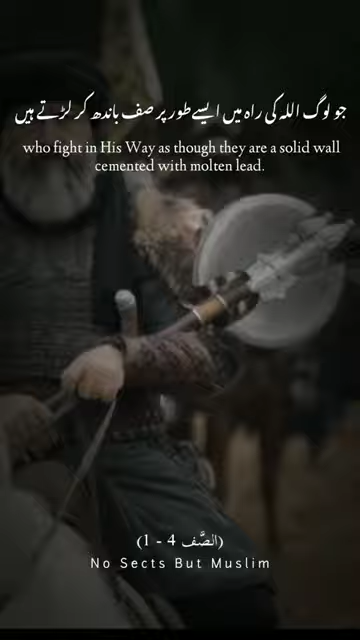 جو لوگ اللہ کی راہ میں ایسے طور پر صف باندھ کر لڑتے ہیں
who fight in His Way as though they are a solid wall
cemented with molten lead.
(الصَّف 4 - 1)
No Sects But Muslim